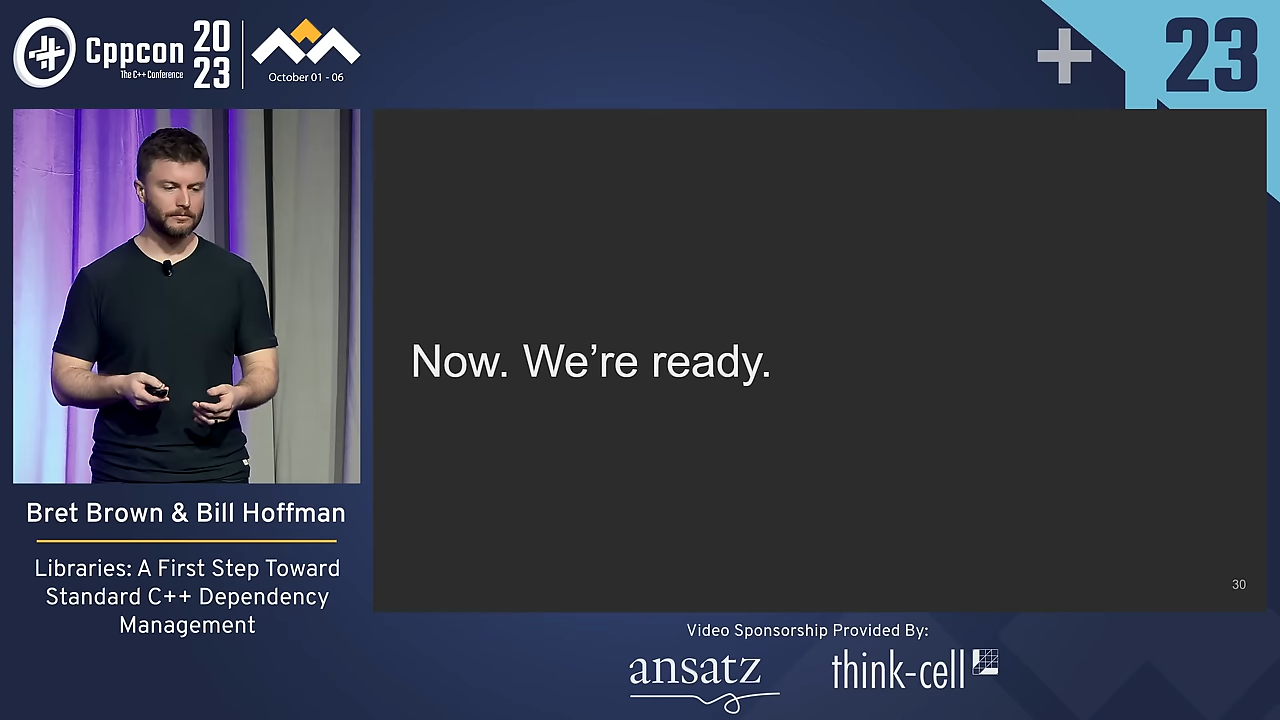 Cppcon
The C++ Conference
20
23
October 01 - 06
23
Now. We’re ready.
30
Bret Brown & Bill Hoffman
Libraries: A First Step Toward
Standard C++ Dependency
Management
Video Sponsorship Provided By:
ansatz
think-cell